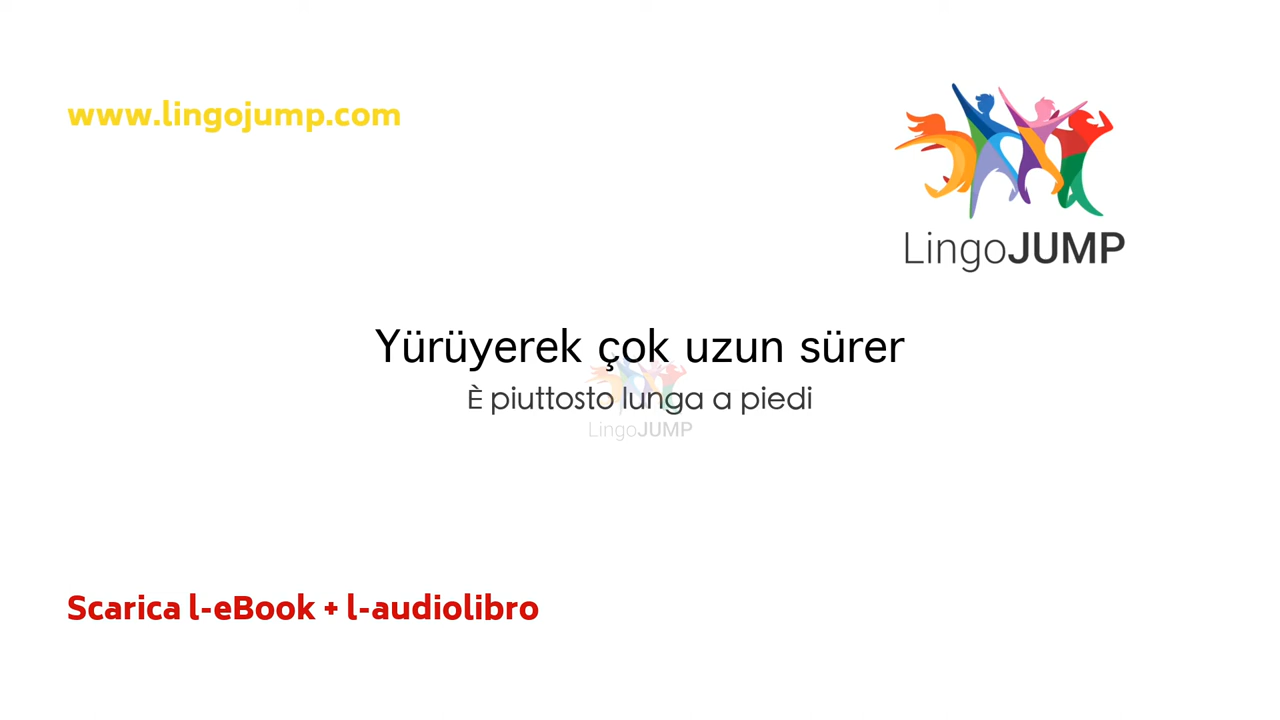 www.lingojump.com
LingoJUMP
Yürüyerek çok uzun sürer
È piuttosto lunga a piedi
LingoJUMP
Scarica l-eBook + l-audiolibro